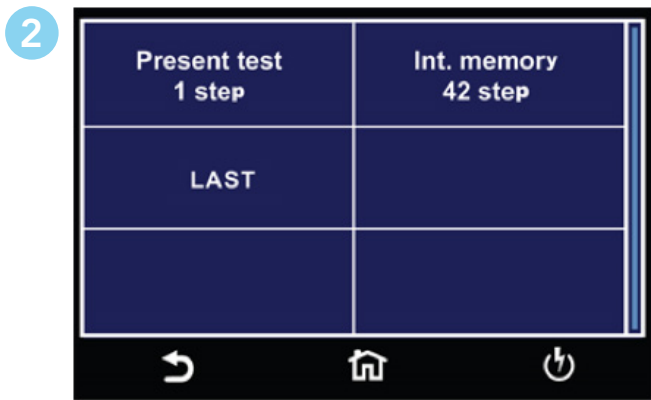 2
Present test
1 step
Int. memory
42 step
LAST